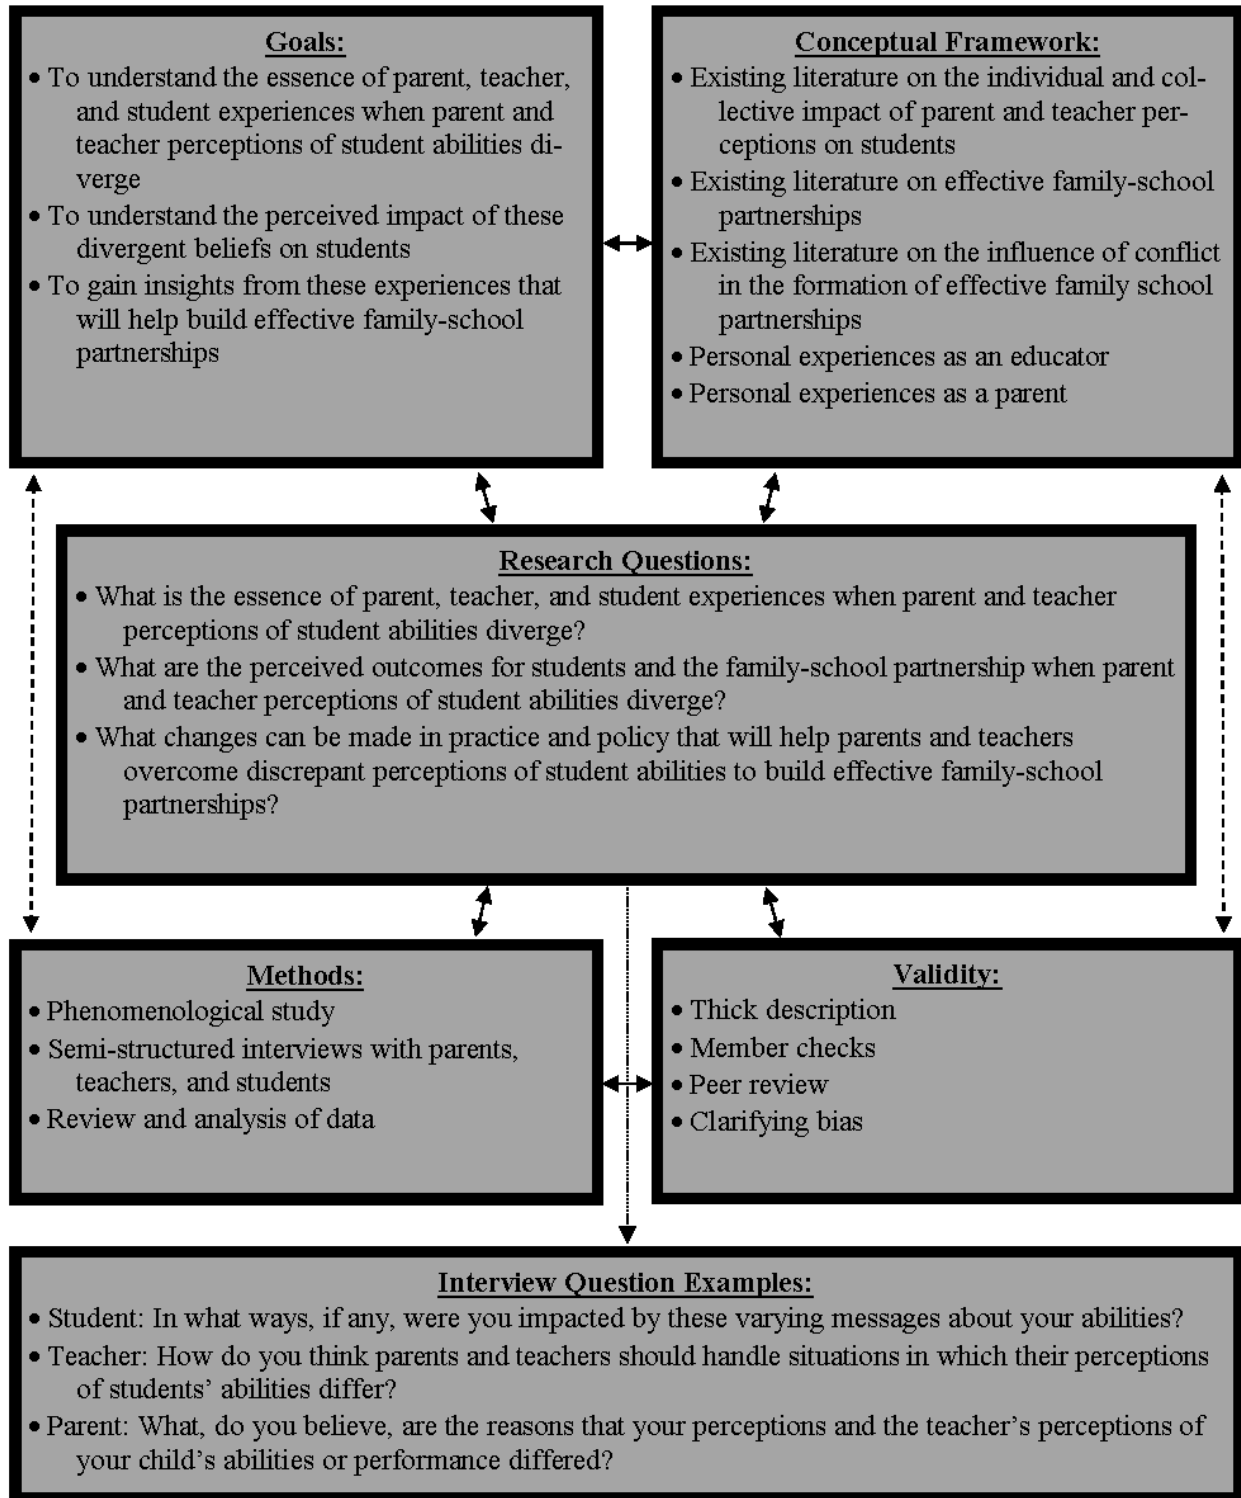 Goals:
• To understand the essence of parent, teacher,
and student experiences when parent and
teacher perceptions of student abilities di-
verge
• To understand the perceived impact of these
divergent beliefs on students
• To gain insights from these experiences that
will help build effective family-school
partnerships
Conceptual Framework:
• Existing literature on the individual and col-
lective impact of parent and teacher per-
ceptions on students
• Existing literature on effective family-school
partnerships
• Existing literature on the influence of conflict
in the formation of effective family school
partnerships
• Personal experiences as an educator
• Personal experiences as a parent
Research Questions:
• What is the essence of parent, teacher, and student experiences when parent and teacher
perceptions of student abilities diverge?
• What are the perceived outcomes for students and the family-school partnership when parent
and teacher perceptions of student abilities diverge?
• What changes can be made in practice and policy that will help parents and teachers
overcome discrepant perceptions of student abilities to build effective family-school
partnerships?
Methods:
• Phenomenological study
• Semi-structured interviews with parents,
teachers, and students
• Review and analysis of data
Validity:
• Thick description
• Member checks
• Peer review
• Clarifying bias
Interview Question Examples:
• Student: In what ways, if any, were you impacted by these varying messages about your abilities?
• Teacher: How do you think parents and teachers should handle situations in which their perceptions
of students’ abilities differ?
• Parent: What, do you believe, are the reasons that your perceptions and the teacher’s perceptions of
your child’s abilities or performance differed?